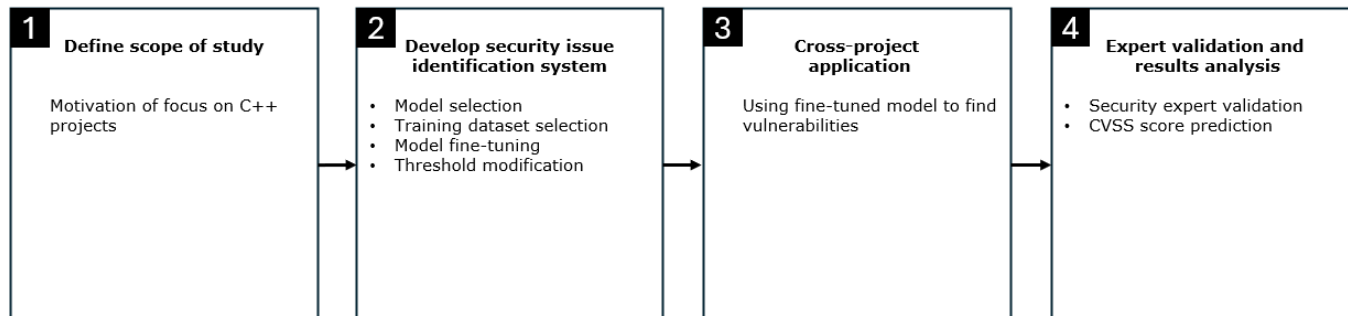 1
Define scope of study
Motivation of focus on C++
projects
2
Develop security issue
identification system
• Model selection
• Training dataset selection
• Model fine-tuning
• Threshold modification
3
Cross-project
application
Using fine-tuned model to find
vulnerabilities
4
Expert validation and
results analysis
• Security expert validation
• CVSS score prediction